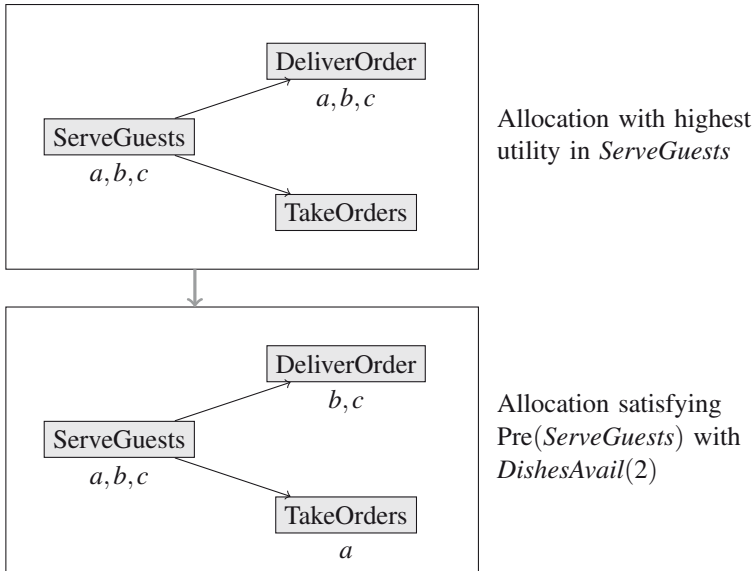 DeliverOrder
a, b, c
ServeGuests
a, b, c
TakeOrders
Allocation with highest
utility in ServeGuests
DeliverOrder
b, c
ServeGuests
a, b, c
TakeOrders
a
Allocation satisfying
Pre(ServeGuests) with
DishesAvail(2)